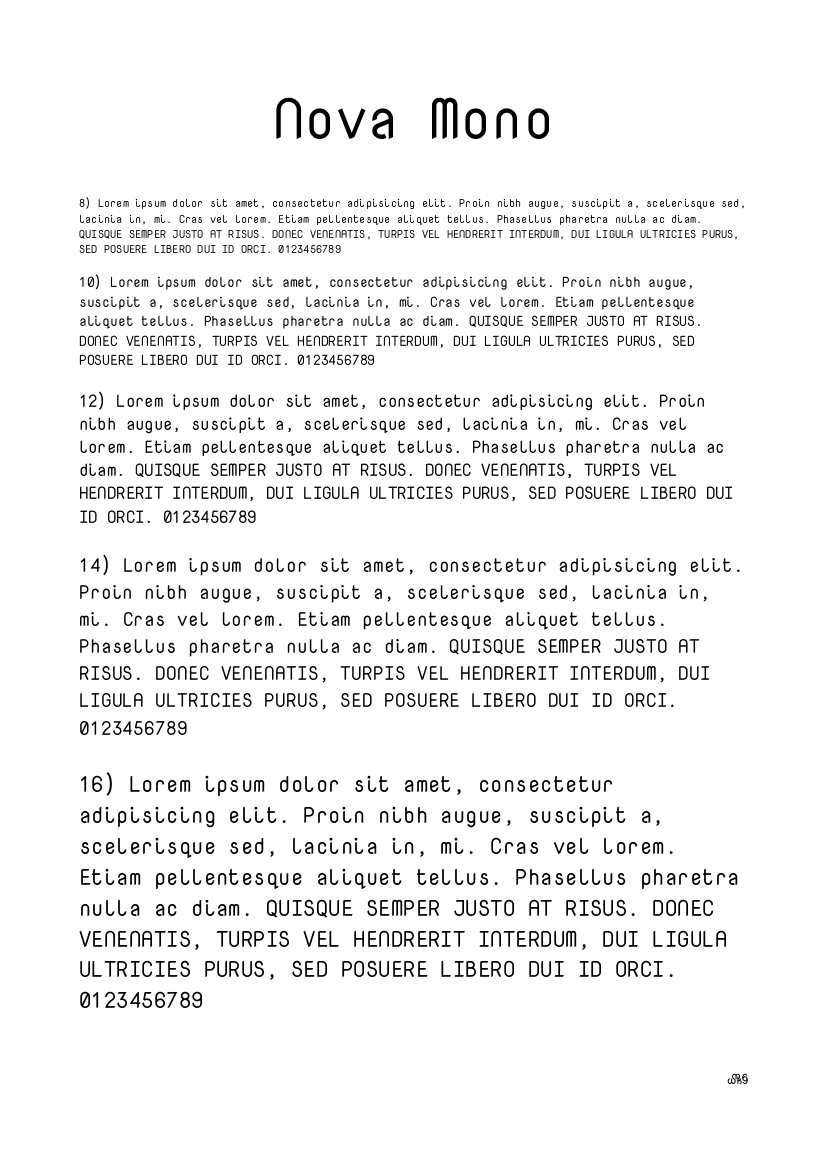 Nova Mono
8) Lorem ipsum dolor sit amet, consectetur adipisicing elit. Proin nibh augue, suscipit a, scelerisque sed,
lacinia in, mi. Cras vel lorem. Etiam pellentesque aliquet tellus. Phasellus pharetra nulla ac diam.
QUISQUE SEMPER JUSTO AT RISUS. DONEC VENENATIS, TURPIS VEL HENDRERIT INTERDUM, DUI LIGULA ULTRICIES PURUS,
SED POSUERE LIBERO DUI ID ORCI. 0123456789
10) Lorem ipsum dolor sit amet, consectetur adipisicing elit. Proin nibh augue,
suscipit a, scelerisque sed, lacinia in, mi. Cras vel lorem. Etiam pellentesque
aliquet tellus. Phasellus pharetra nulla ac diam. QUISQUE SEMPER JUSTO AT RISUS.
DONEC VENENATIS, TURPIS VEL HENDRERIT INTERDUM, DUI LIGULA ULTRICIES PURUS, SED
POSUERE LIBERO DUI ID ORCI. 0123456789
12) Lorem ipsum dolor sit amet, consectetur adipisicing elit. Proin
nibh augue, suscipit a, scelerisque sed, lacinia in, mi. Cras vel
lorem. Etiam pellentesque aliquet tellus. Phasellus pharetra nulla ac
diam. QUISQUE SEMPER JUSTO AT RISUS. DONEC VENENATIS, TURPIS VEL
HENDRERIT INTERDUM, DUI LIGULA ULTRICIES PURUS, SED POSUERE LIBERO DUI
ID ORCI. 0123456789
14) Lorem ipsum dolor sit amet, consectetur adipisicing elit.
Proin nibh augue, suscipit a, scelerisque sed, lacinia in,
mi. Cras vel lorem. Etiam pellentesque aliquet tellus.
Phasellus pharetra nulla ac diam. QUISQUE SEMPER JUSTO AT
RISUS. DONEC VENENATIS, TURPIS VEL HENDRERIT INTERDUM, DUI
LIGULA ULTRICIES PURUS, SED POSUERE LIBERO DUI ID ORCI.
0123456789
16) Lorem ipsum dolor sit amet, consectetur
adipisicing elit. Proin nibh augue, suscipit a,
scelerisque sed, lacinia in, mi. Cras vel lorem.
Etiam pellentesque aliquet tellus. Phasellus pharetra
nulla ac diam. QUISQUE SEMPER JUSTO AT RISUS. DONEC
VENENATIS, TURPIS VEL HENDRERIT INTERDUM, DUI LIGULA
ULTRICIES PURUS, SED POSUERE LIBERO DUI ID ORCI.
0123456789